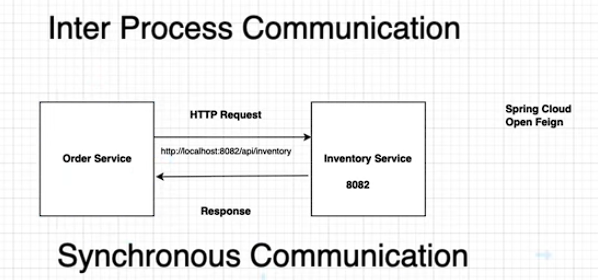 Inter Process Communication
HTTP Request
Spring Cloud
Open Feign
Order Service
http://localhost:8082/api/inventory
Inventory Service
8082
Response
Synchronous Communication